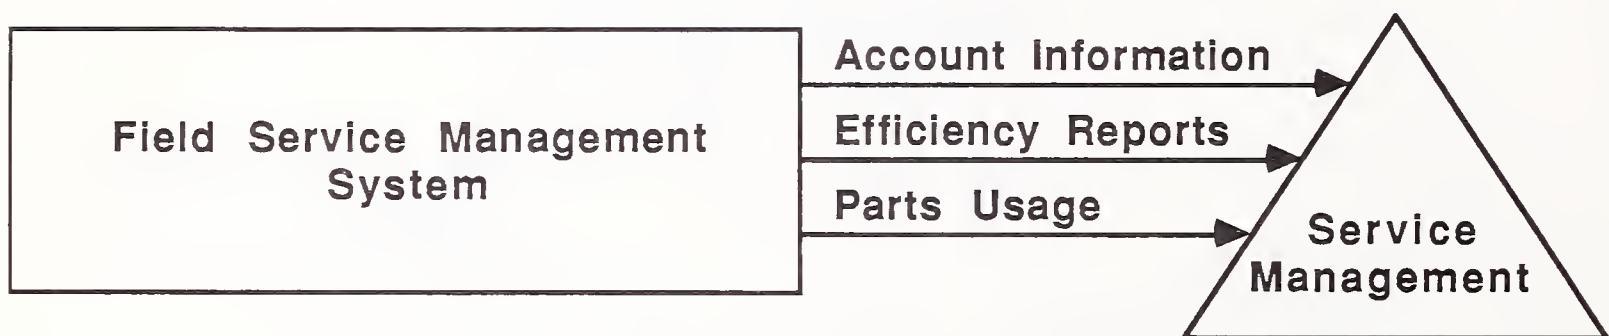 Field Service Management
System
Account Information
Efficiency Reports
Parts Usage
Service
Management